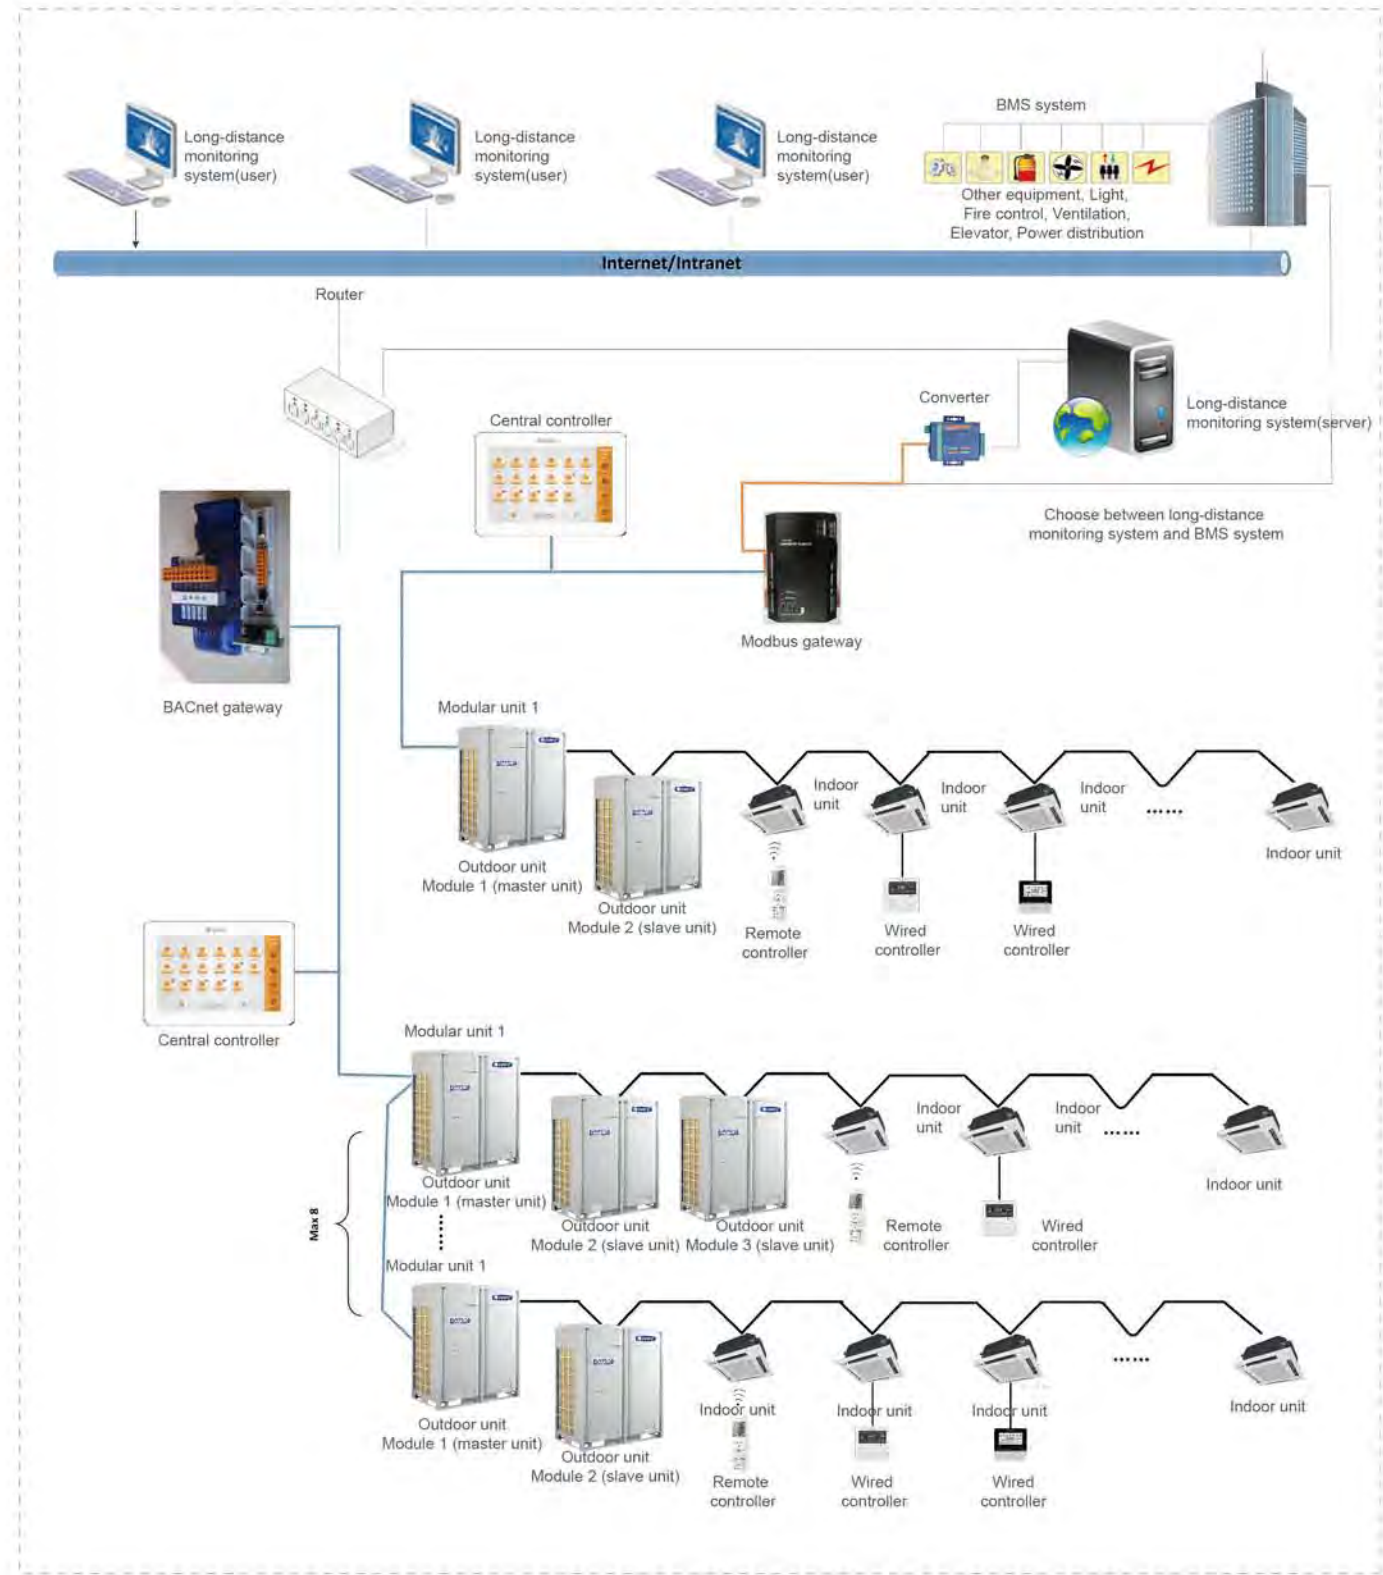 BMS system
Long-distance
monitoring
system(user)
Long-distance
monitoring
system(user)
Long-distance
monitoring
system(user)
Other equipment, Light,
Fire control, Ventilation,
Elevator, Power distribution
Internet/Intranet
Router
Converter
Long-distance
monitoring system(server)
Central controller
Choose between long-distance
monitoring system and BMS system
Modbus gateway
BACnet gateway
Modular unit 1
Indoor
unit
Indoor
unit
Indoor
unit
......
Indoor unit
Outdoor unit
Module 1 (master unit)
Outdoor unit
Module 2 (slave unit)
Remote
controller
Wired
controller
Wired
controller
Central controller
Modular unit 1
Indoor
unit
Indoor
unit
......
Indoor unit
Outdoor unit
Module 1 (master unit)
Outdoor unit
Module 2 (slave unit)
Outdoor unit
Module 3 (slave unit)
Remote
controller
Wired
controller
Max 8
Modular unit 1
......
Indoor unit
Indoor unit
Indoor unit
Indoor unit
Outdoor unit
Module 1 (master unit)
Outdoor unit
Module 2 (slave unit)
Remote
controller
Wired
controller
Wired
controller